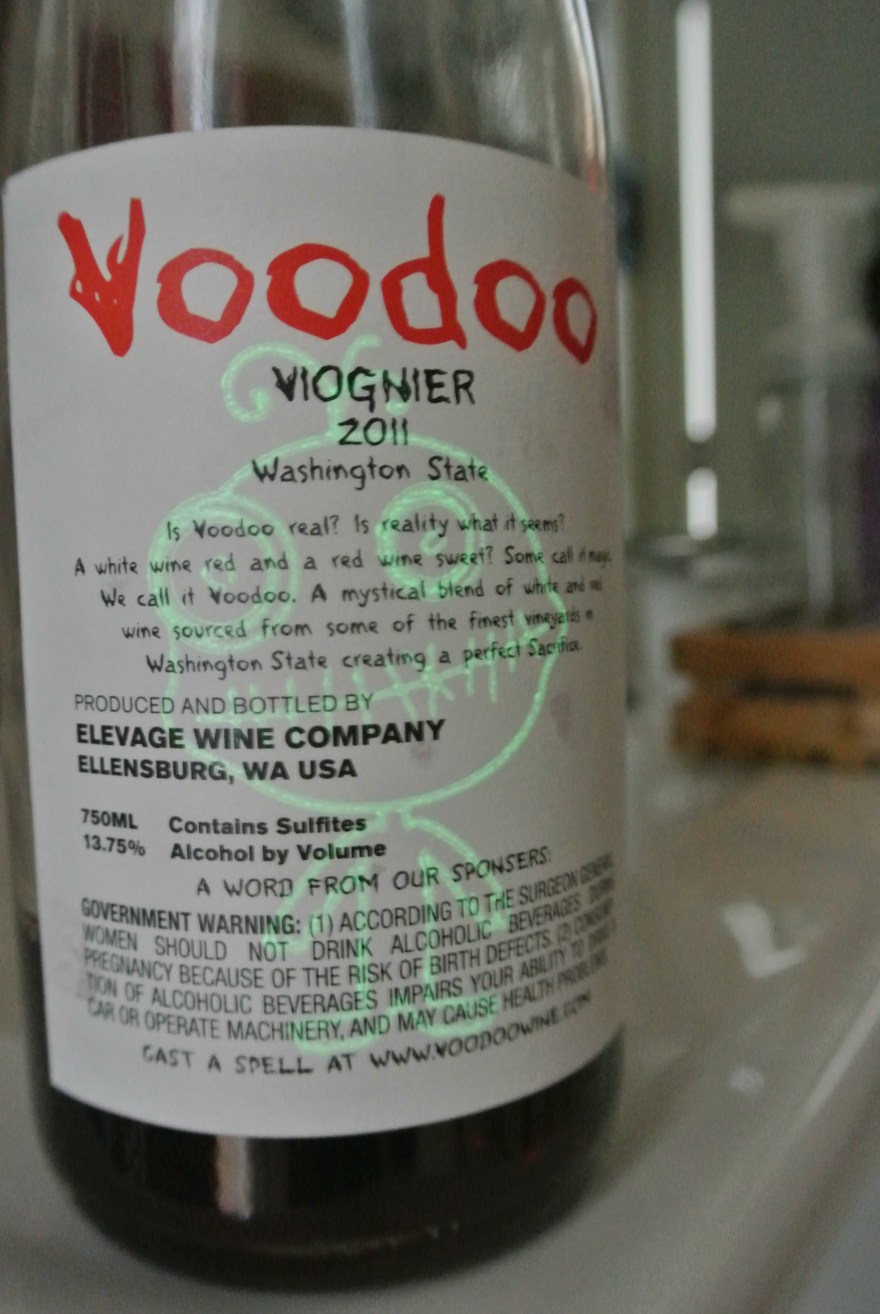 Voodoo
VIOGNIER
2011
Washington State
Is Voodoo real? Is reality what it seems?
A white wine red and a red wine sweet? Some call it magic.
We call it Voodoo. A mystical blend of white and red
wine sourced from some of the finest vineyards in
Washington State creating a perfect Sacrifice.
PRODUCED AND BOTTLED BY
ELEVAGE WINE COMPANY
ELLENSBURG, WA USA
750ML Contains Sulfites
13.75% Alcohol by Volume
A WORD FROM OUR SPONSERS:
GOVERNMENT WARNING: (1) ACCORDING TO THE SURGEON GENERAL
WOMEN SHOULD NOT DRINK ALCOHOLIC BEVERAGES DURING
PREGNANCY BECAUSE OF THE RISK OF BIRTH DEFECTS. (2) CONSUMP
TION OF ALCOHOLIC BEVERAGES IMPAIRS YOUR ABILITY TO DRIVE A
CAR OR OPERATE MACHINERY, AND MAY CAUSE HEALTH PROBLEMS.
CAST A SPELL AT WWW.VOODOOWINE.COM